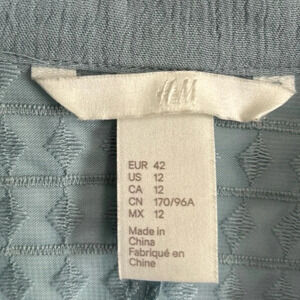 H&M
EUR 42
US 12
CA 12
CN 170/96A
MX 12
Made in
China
Fabriqué en
Chine